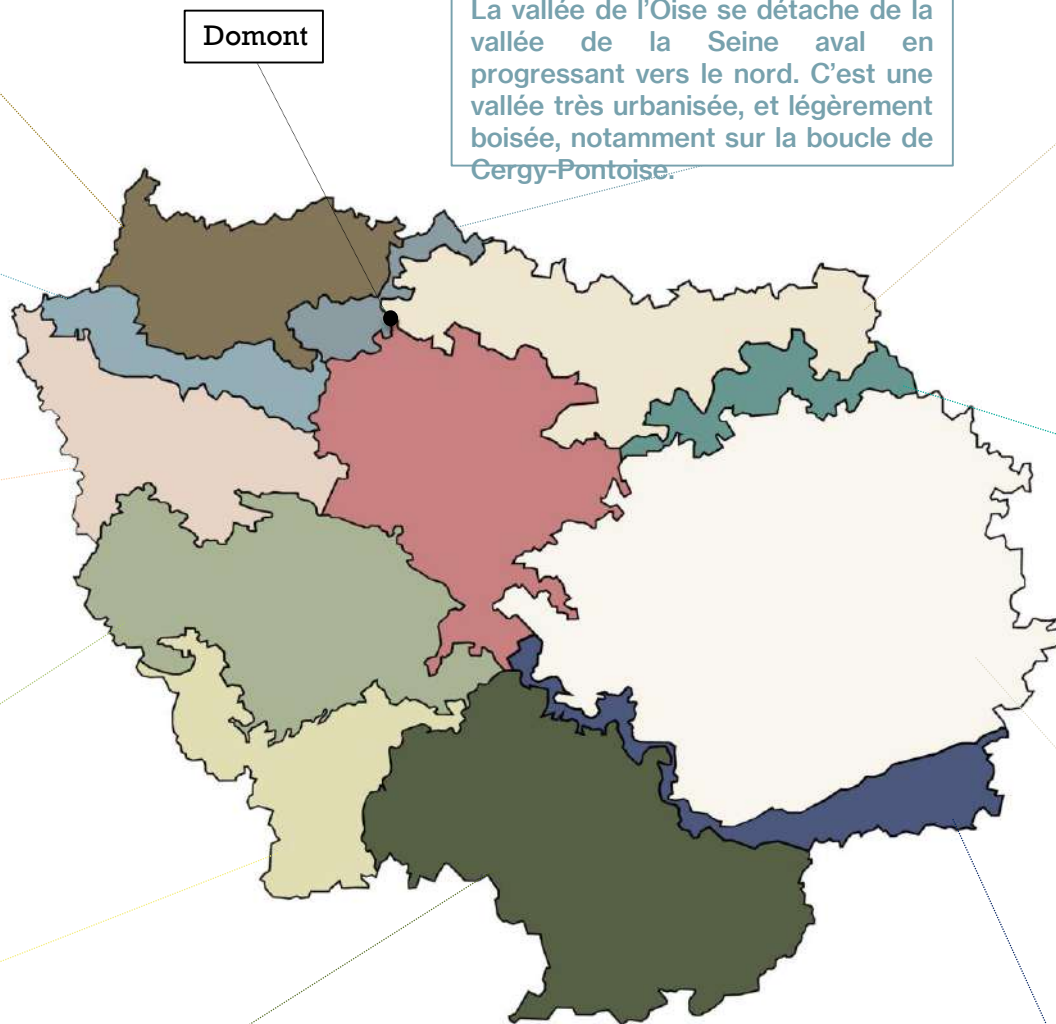 Domont
La vallée de l’Oise se détache de la
vallée de la Seine aval en
progressant vers le nord. C’est une
vallée très urbanisée, et légèrement
boisée, notamment sur la boucle de
Cergy-Pontoise.